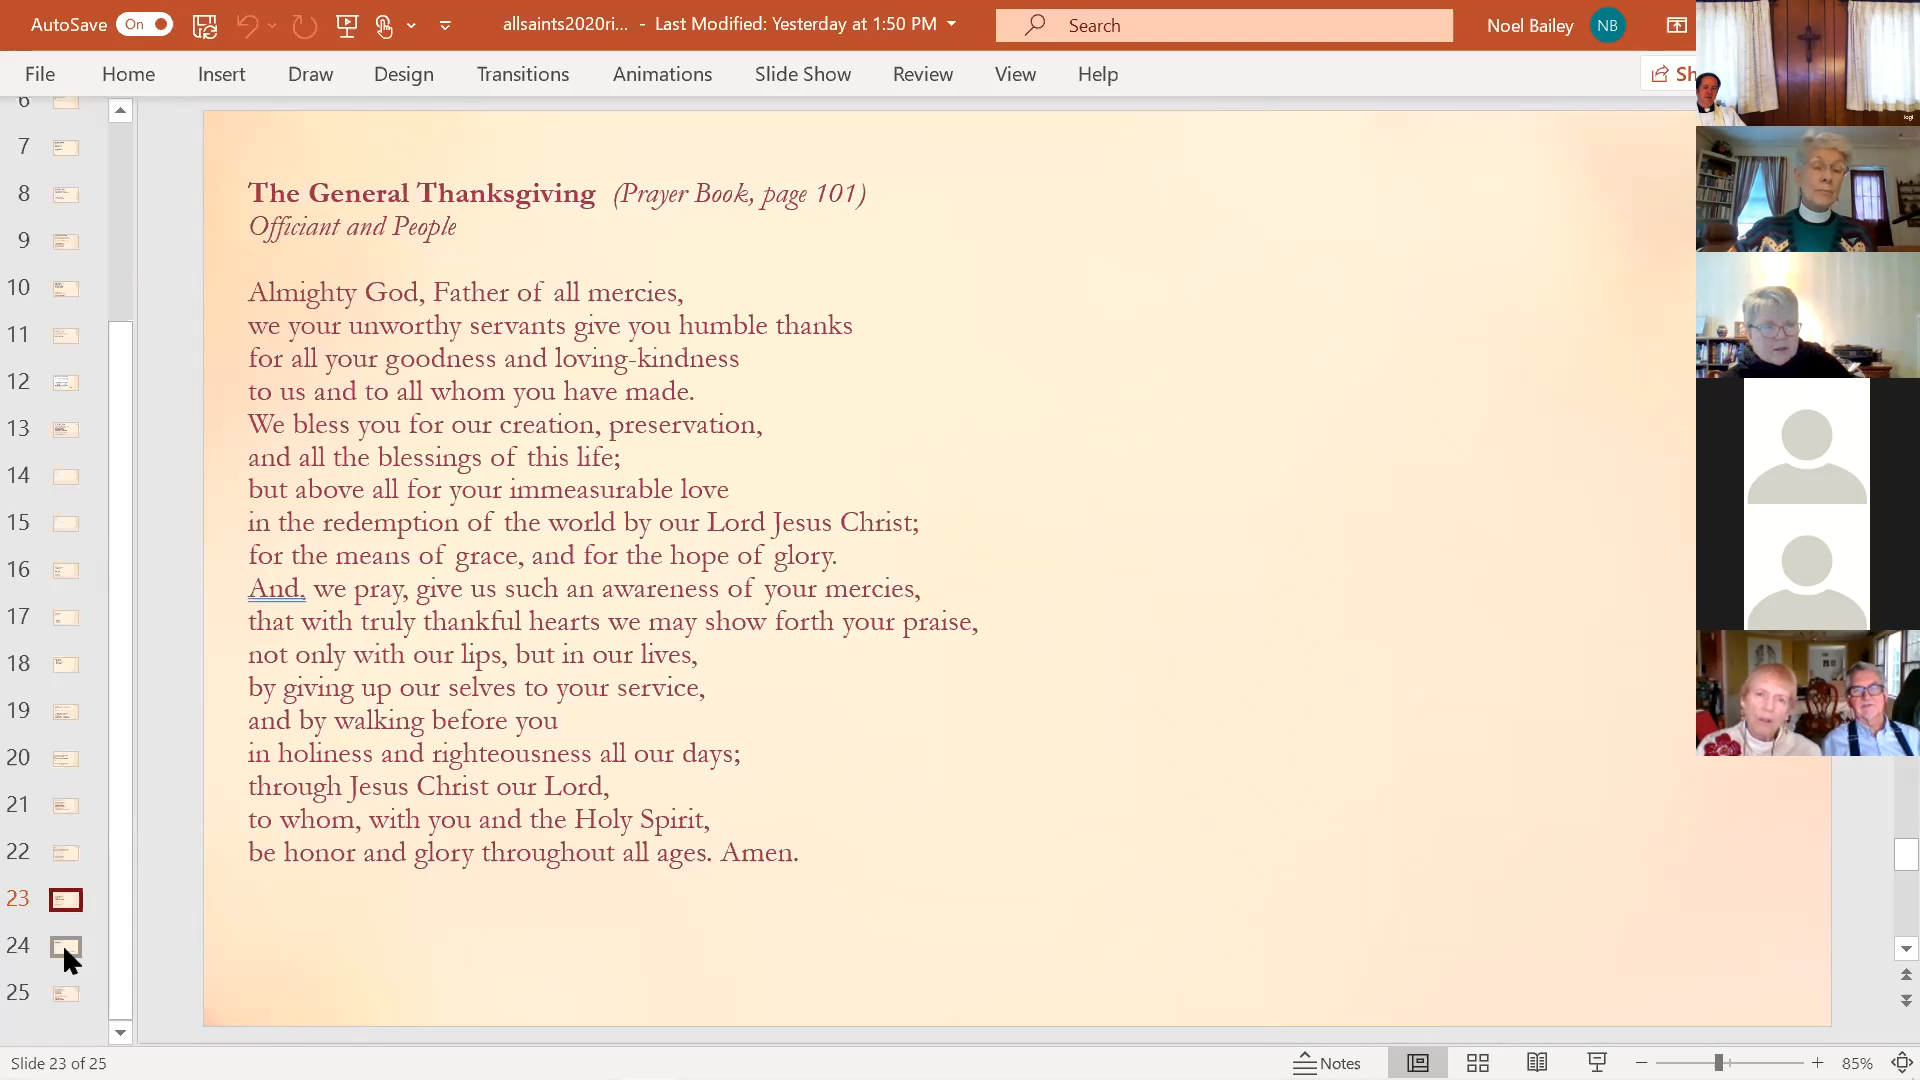 AutoSave On allsaints2020ri... - Last Modified: Yesterday at 1:50 PM Search Noel Bailey NB
File Home Insert Draw Design Transitions Animations Slide Show Review View Help Sh
6
7
8
9
10
11
12
13
14
15
16
17
18
19
20
21
22
23
24
25
The General Thanksgiving (Prayer Book, page 101)
Officiant and People
Almighty God, Father of all mercies,
we your unworthy servants give you humble thanks
for all your goodness and loving-kindness
to us and to all whom you have made.
We bless you for our creation, preservation,
and all the blessings of this life;
but above all for your immeasurable love
in the redemption of the world by our Lord Jesus Christ;
for the means of grace, and for the hope of glory.
And, we pray, give us such an awareness of your mercies,
that with truly thankful hearts we may show forth your praise,
not only with our lips, but in our lives,
by giving up our selves to your service,
and by walking before you
in holiness and righteousness all our days;
through Jesus Christ our Lord,
to whom, with you and the Holy Spirit,
be honor and glory throughout all ages. Amen.
Slide 23 of 25 Notes 85%